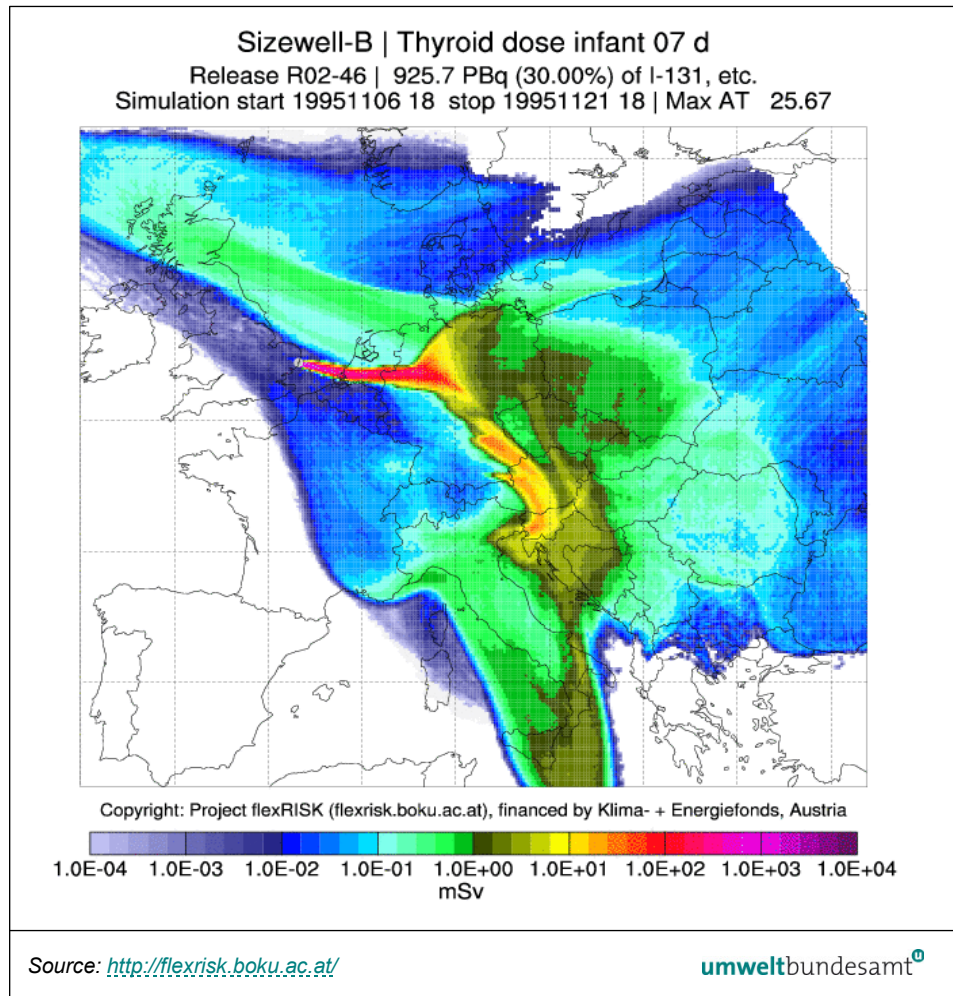 Sizewell-B | Thyroid dose infant 07 d
Release R02-46 | 925.7 PBq (30.00%) of I-131, etc.
Simulation start 19951106 18 stop 19951121 18 | Max AT 25.67
Copyright: Project flexRISK (flexrisk.boku.ac.at), financed by Klima- + Energiefonds, Austria
1.0E-04 1.0E-03 1.0E-02 1.0E-01 1.0E+00 1.0E+01 1.0E+02 1.0E+03 1.0E+04
mSv
Source: http://flexrisk.boku.ac.at/
umweltbundesamt U